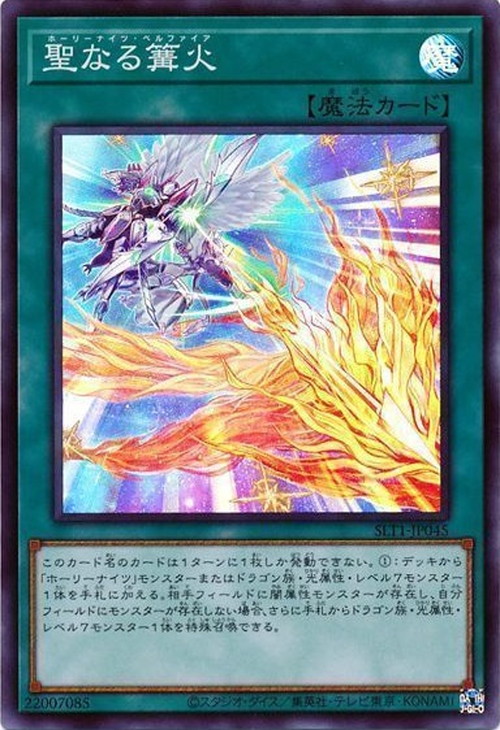 ホーリーナイツ・ベルファイア
聖なる篝火
魔
【魔法カード】
SLT1-JP045
このカード名のカードは1ターンに1枚しか発動できない。①：デッキから
「ホーリーナイツ」モンスターまたはドラゴン族・光属性・レベル7モンスター
1体を手札に加える。相手フィールドに闇属性モンスターが存在し、自分
フィールドにモンスターが存在しない場合、さらに手札からドラゴン族・光属性・
レベル7モンスター1体を特殊召喚できる。
22007085
©スタジオ・ダイス／集英社・テレビ東京・KONAMI